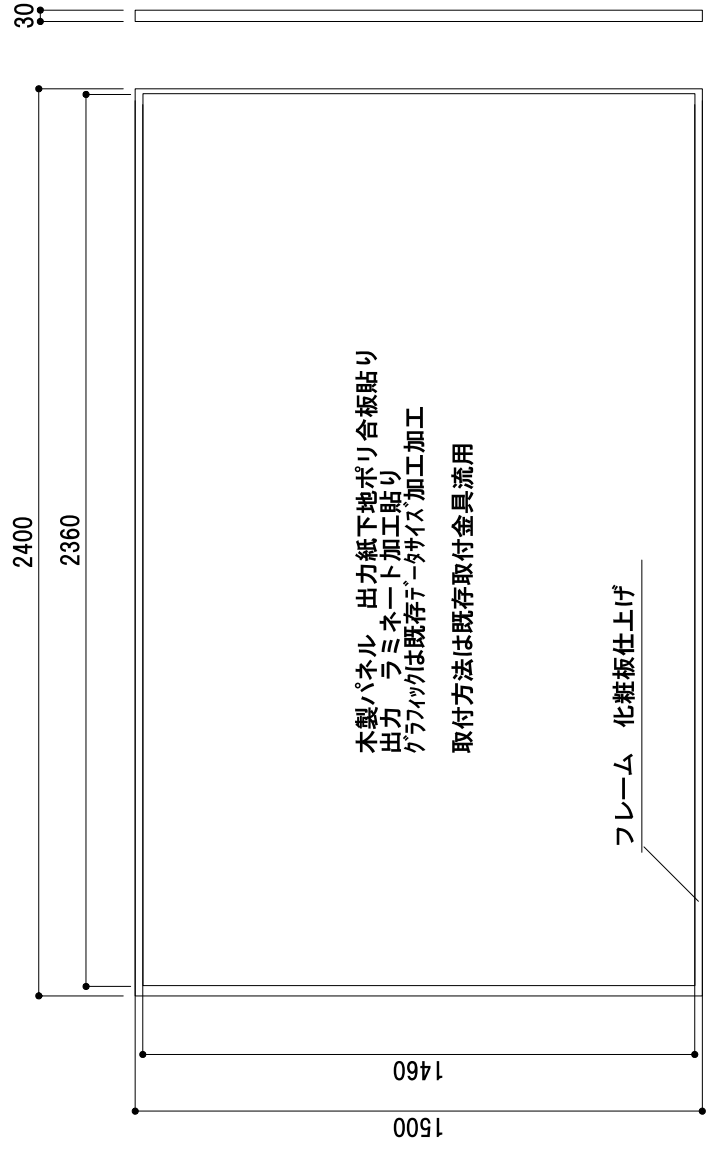 30
2400
2360
木製パネル　出力紙下地ポリ合板貼り
出力　ラミネート加工貼り
グラフィックは既存データサイズ加工加工
取付方法は既存取付金具流用
フレーム　化粧板仕上げ
1460
1500